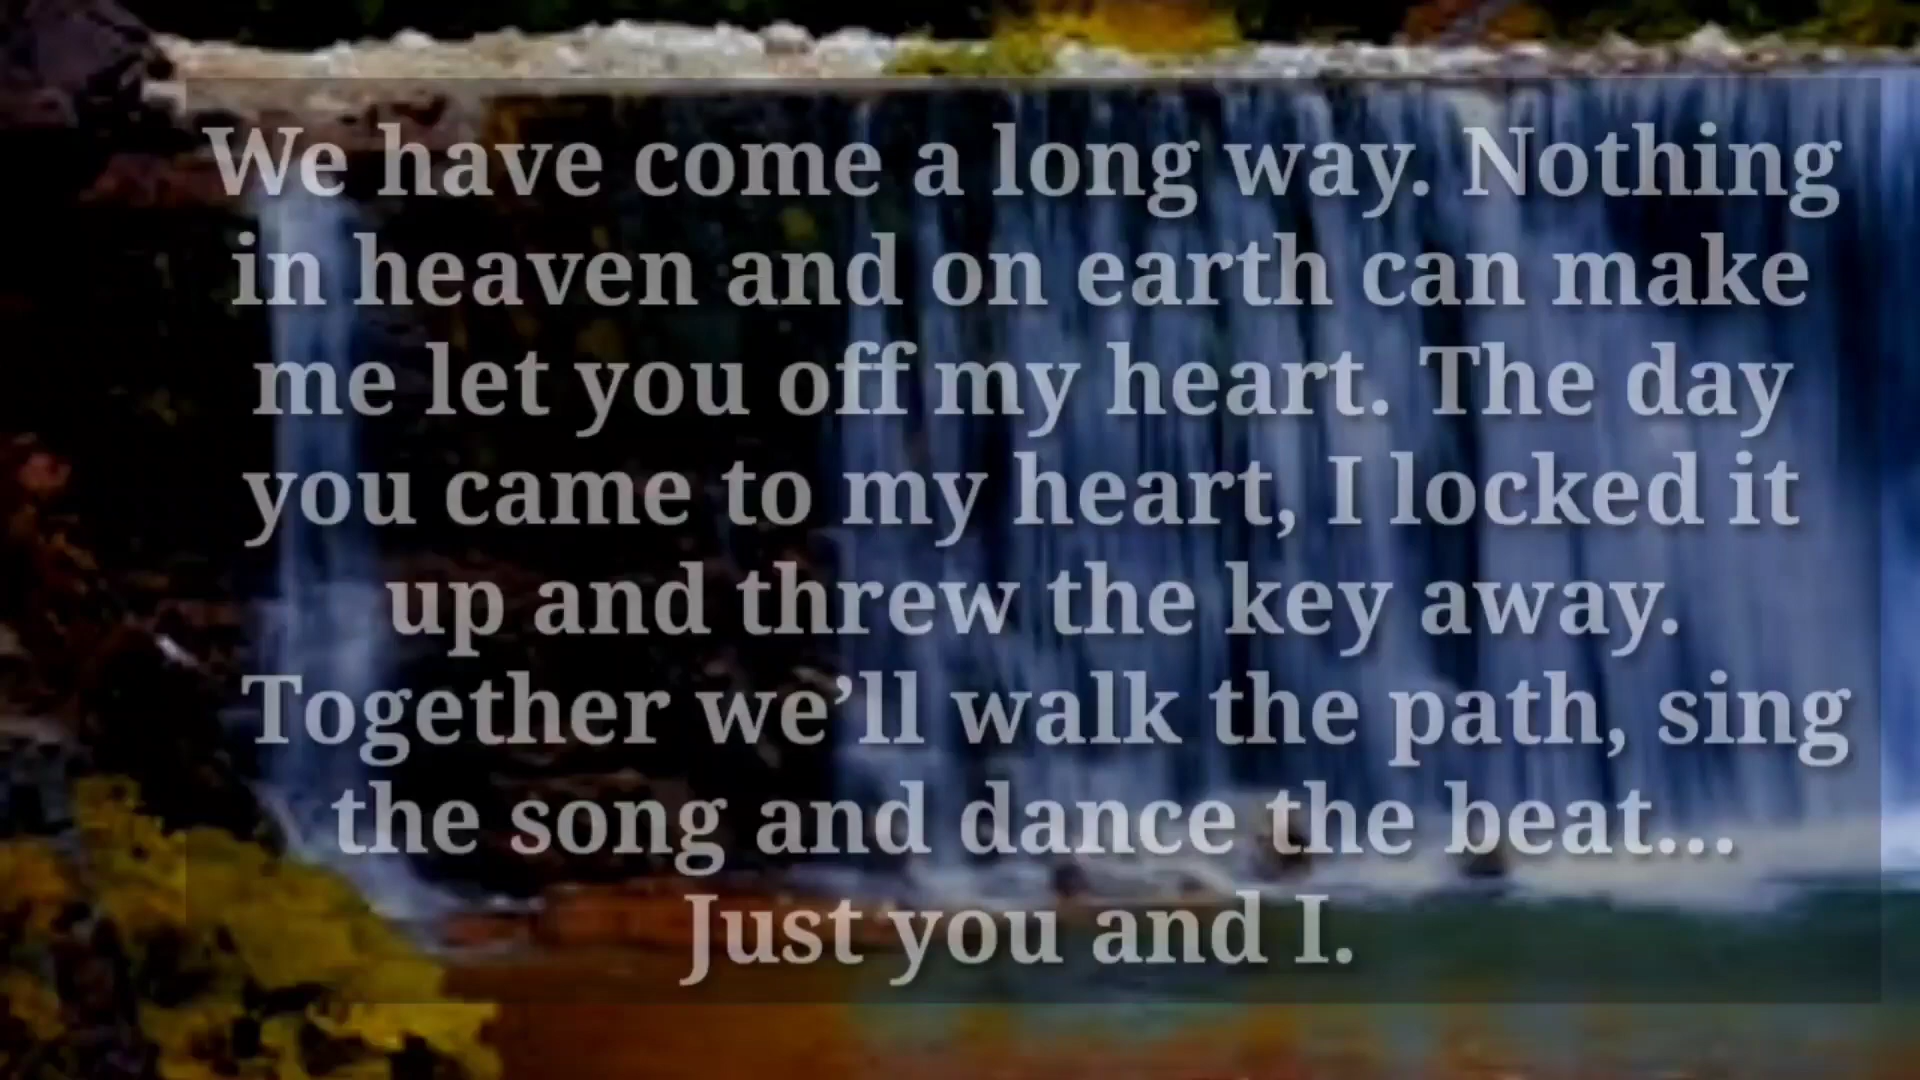 We have come a long way. Nothing
in heaven and on earth can make
me let you off my heart. The day
you came to my heart, I locked it
up and threw the key away.
Together we’ll walk the path, sing
the song and dance the beat...
Just you and I.